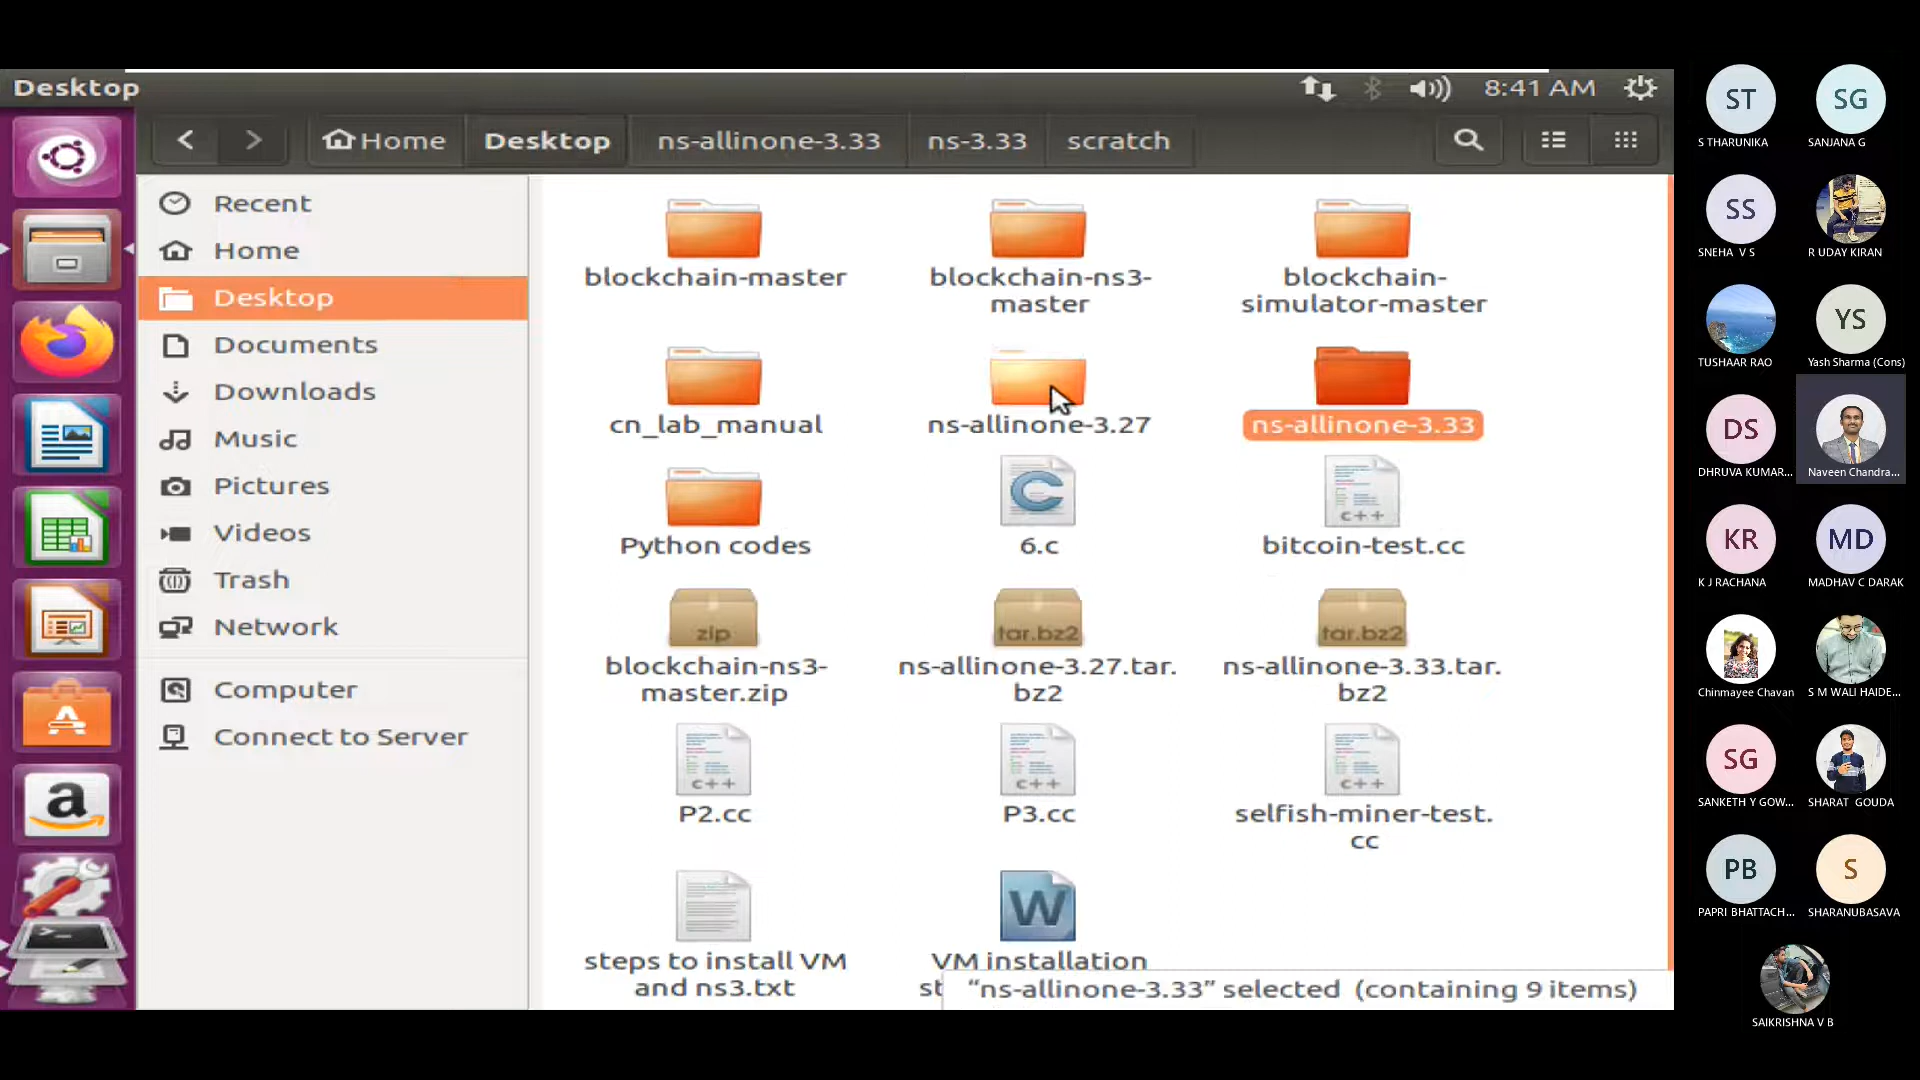 Desktop
8:41 AM
Home
Desktop
ns-allinone-3.33
ns-3.33
scratch
Recent
Home
Desktop
Documents
Downloads
Music
Pictures
Videos
Trash
Network
Computer
Connect to Server
blockchain-master
blockchain-ns3-
master
blockchain-
simulator-master
cn_lab_manual
ns-allinone-3.27
ns-allinone-3.33
Python codes
C
6.c
c++
bitcoin-test.cc
zip
blockchain-ns3-
master.zip
tar.bz2
ns-allinone-3.27.tar.
bz2
tar.bz2
ns-allinone-3.33.tar.
bz2
c++
P2.cc
c++
P3.cc
c++
selfish-miner-test.
cc
steps to install VM
and ns3.txt
W
VM installation
st
"ns-allinone-3.33" selected (containing 9 items)
ST
S THARUNIKA
SG
SANJANA G
SS
SNEHA V S
R UDAY KIRAN
TUSHAAR RAO
YS
Yash Sharma (Cons)
DS
DHRUVA KUMAR...
Naveen Chandra...
KR
K J RACHANA
MD
MADHAV C DARAK
Chinmayee Chavan
S M WALI HAIDE...
SG
SANKETH Y GOW...
SHARAT GOUDA
PB
PAPRI BHATTACH...
S
SHARANUBASAVA
SAIKRISHNA V B